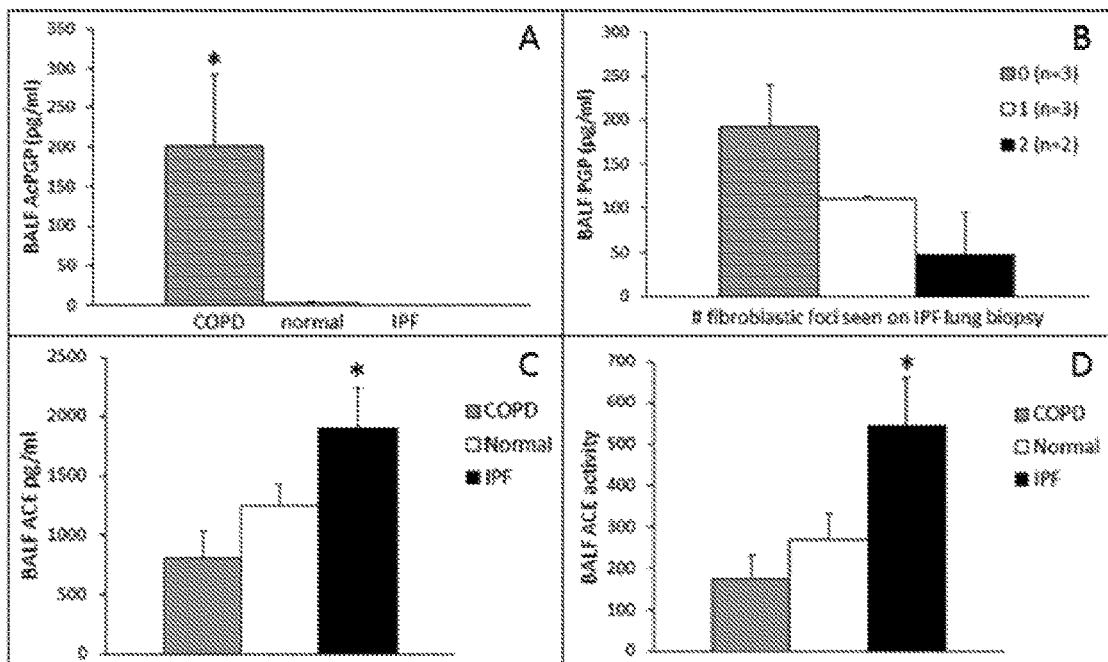 A
BALF AcPGP (pg/ml)
350
300
250
200
150
100
50
0
*
COPD normal IPF
B
BALF PGP (pg/ml)
300
250
200
150
100
50
0
0 (n=3)
1 (n=3)
2 (n=2)
# fibroblastic foci seen on IPF lung biopsy
C
BALF ACE pg/ml
2500
2000
1500
1000
500
0
*
COPD
Normal
IPF
D
BALF ACE activity
700
600
500
400
300
200
100
0
*
COPD
Normal
IPF